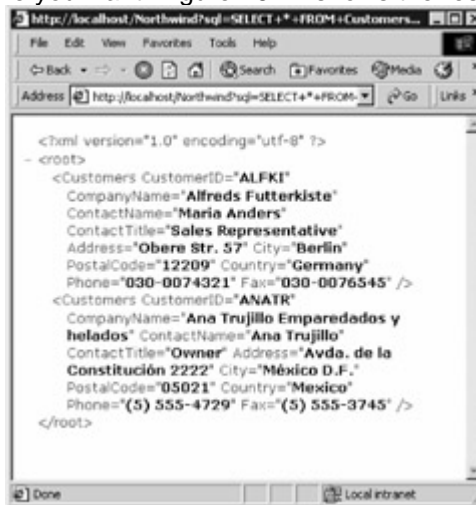 http://localhost/Northwind?sql=SELECT+*+FROM+Customers...
File Edit View Favorites Tools Help
Back Search Favorites Media
Address http://localhost/Northwind?sql=SELECT+*+FROM- Go Links
<?xml version="1.0" encoding="utf-8" ?>
- <root>
<Customers CustomerID="ALFKI"
CompanyName="Alfreds Futterkiste"
ContactName="Maria Anders"
ContactTitle="Sales Representative"
Address="Obere Str. 57" City="Berlin"
PostalCode="12209" Country="Germany"
Phone="030-0074321" Fax="030-0076545" />
<Customers CustomerID="ANATR"
CompanyName="Ana Trujillo Emparedados y
helados" ContactName="Ana Trujillo"
ContactTitle="Owner" Address="Avda. de la
Constitución 2222" City="México D.F."
PostalCode="05021" Country="Mexico"
Phone="(5) 555-4729" Fax="(5) 555-3745" />
</root>
Done Local intranet